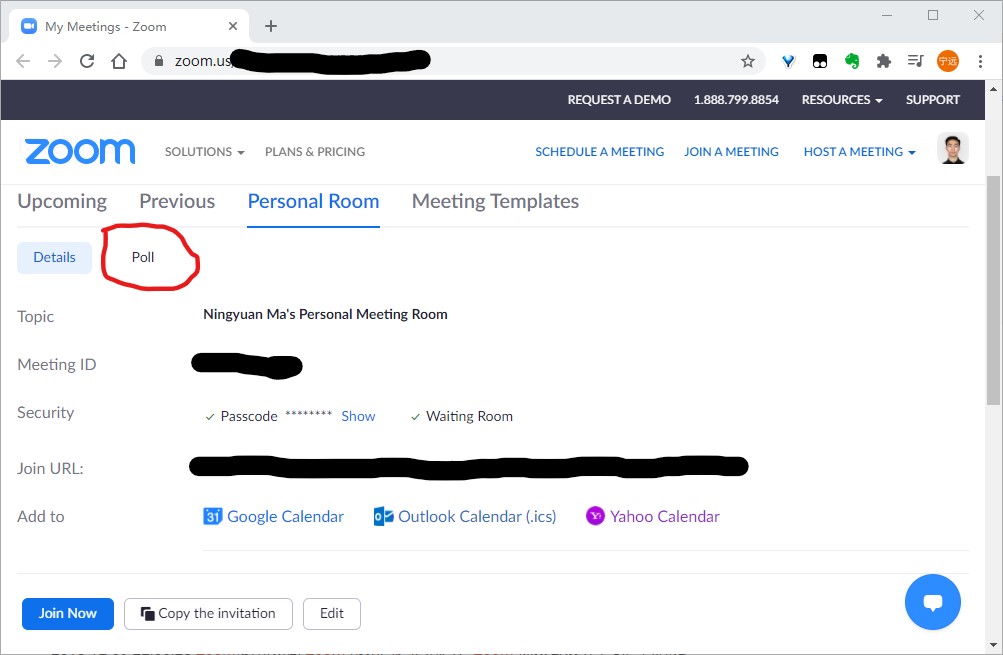 My Meetings - Zoom
zoom.us/
宁远
REQUEST A DEMO 1.888.799.8854 RESOURCES SUPPORT
zoom SOLUTIONS PLANS & PRICING SCHEDULE A MEETING JOIN A MEETING HOST A MEETING
Upcoming Previous Personal Room Meeting Templates
Details Poll
Topic Ningyuan Ma's Personal Meeting Room
Meeting ID
Security Passcode ******** Show Waiting Room
Join URL:
Add to 31 Google Calendar Outlook Calendar (.ics) Yahoo Calendar
Join Now Copy the invitation Edit